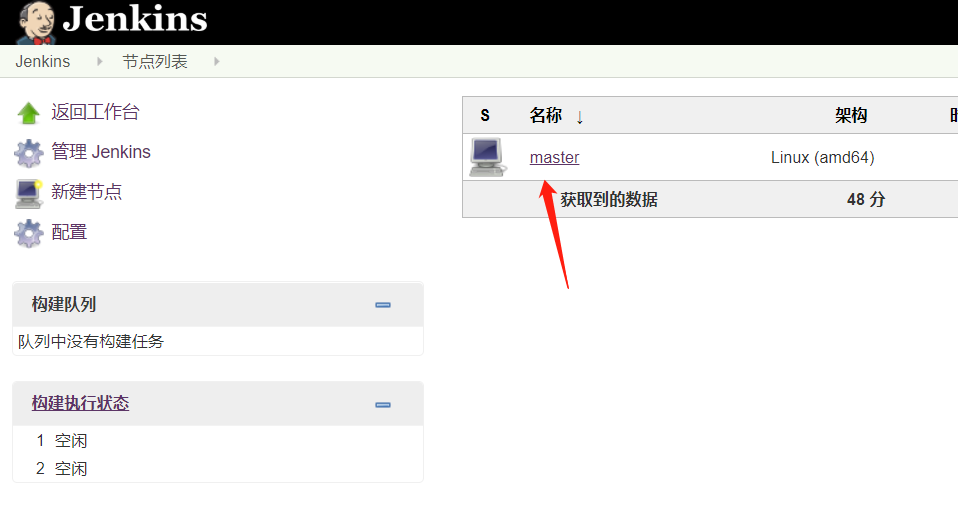 Jenkins
Jenkins 节点列表
返回工作台
管理 Jenkins
新建节点
配置
构建队列
队列中没有构建任务
构建执行状态
1 空闲
2 空闲
S 名称 ↓ 架构
master Linux (amd64)
获取到的数据 48 分